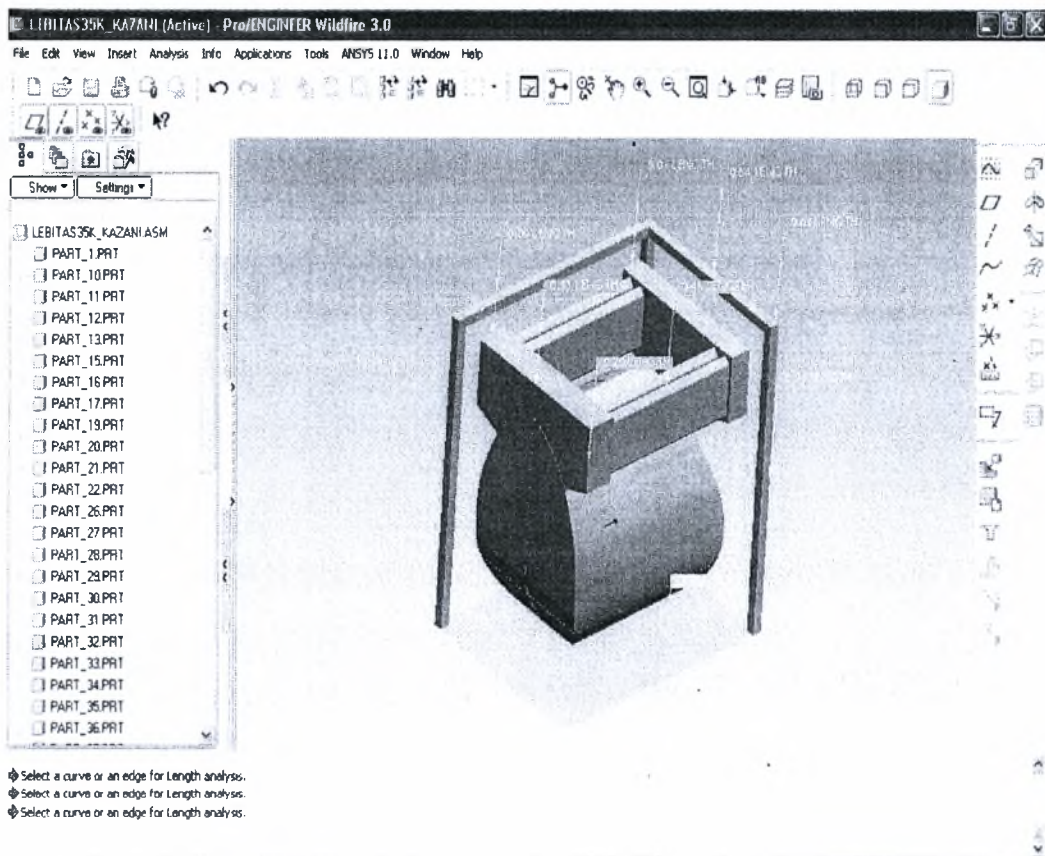 LEBITAS35K_KAZANI (Active) - Pro/ENGINEER Wildfire 3.0
File Edit View Insert Analysis Info Applications Tools ANSYS 11.0 Window Help
Show Settings
LEBITAS35K_KAZANI.ASM
PART_1.PRT
PART_10.PRT
PART_11.PRT
PART_12.PRT
PART_13.PRT
PART_15.PRT
PART_16.PRT
PART_17.PRT
PART_19.PRT
PART_20.PRT
PART_21.PRT
PART_22.PRT
PART_26.PRT
PART_27.PRT
PART_28.PRT
PART_29.PRT
PART_30.PRT
PART_31.PRT
PART_32.PRT
PART_33.PRT
PART_34.PRT
PART_35.PRT
PART_36.PRT
LENGTH
LENGTH
LENGTH
LENGTH
Select a curve or an edge for Length analysis.
Select a curve or an edge for Length analysis.
Select a curve or an edge for Length analysis.